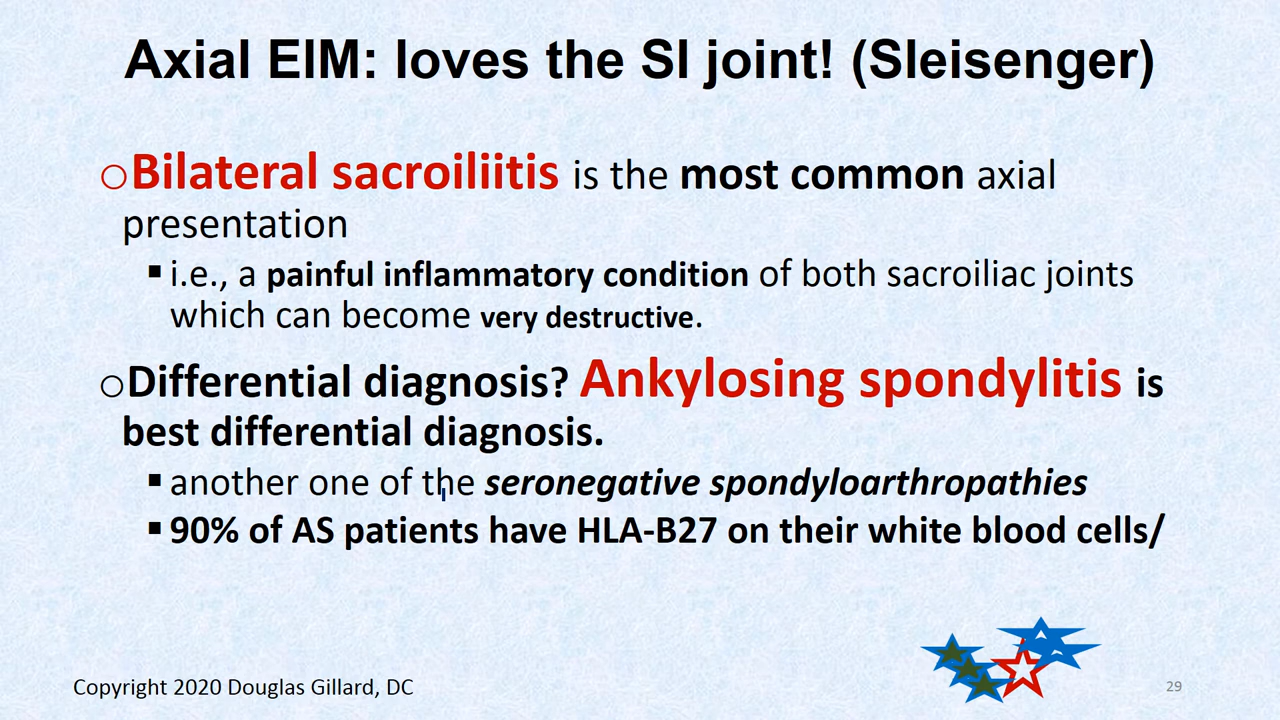 Axial EIM: loves the SI joint! (Sleisenger)
○Bilateral sacroiliitis is the most common axial
presentation
▪ i.e., a painful inflammatory condition of both sacroiliac joints
which can become very destructive.
○Differential diagnosis? Ankylosing spondylitis is
best differential diagnosis.
▪ another one of the seronegative spondyloarthropathies
▪ 90% of AS patients have HLA-B27 on their white blood cells/
Copyright 2020 Douglas Gillard, DC
29